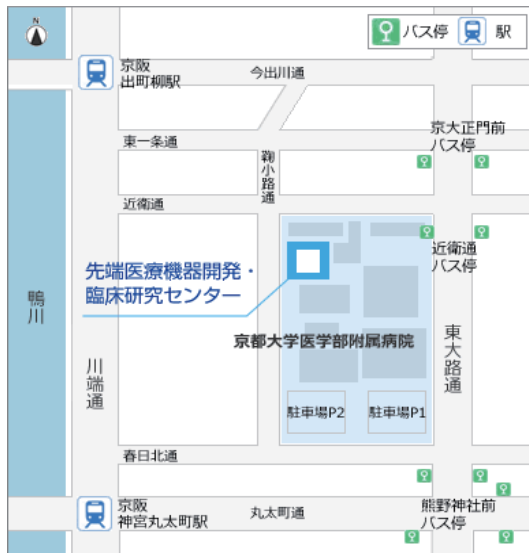 N
バス停 駅
京阪
出町柳駅
今出川通
京大正門前
バス停
東一条通
鞠小路通
近衛通
近衛通
バス停
先端医療機器開発・
臨床研究センター
鴨川
京都大学医学部附属病院
東大路通
川端通
駐車場P2
駐車場P1
春日北通
京阪
神宮丸太町駅
丸太町通
熊野神社前
バス停